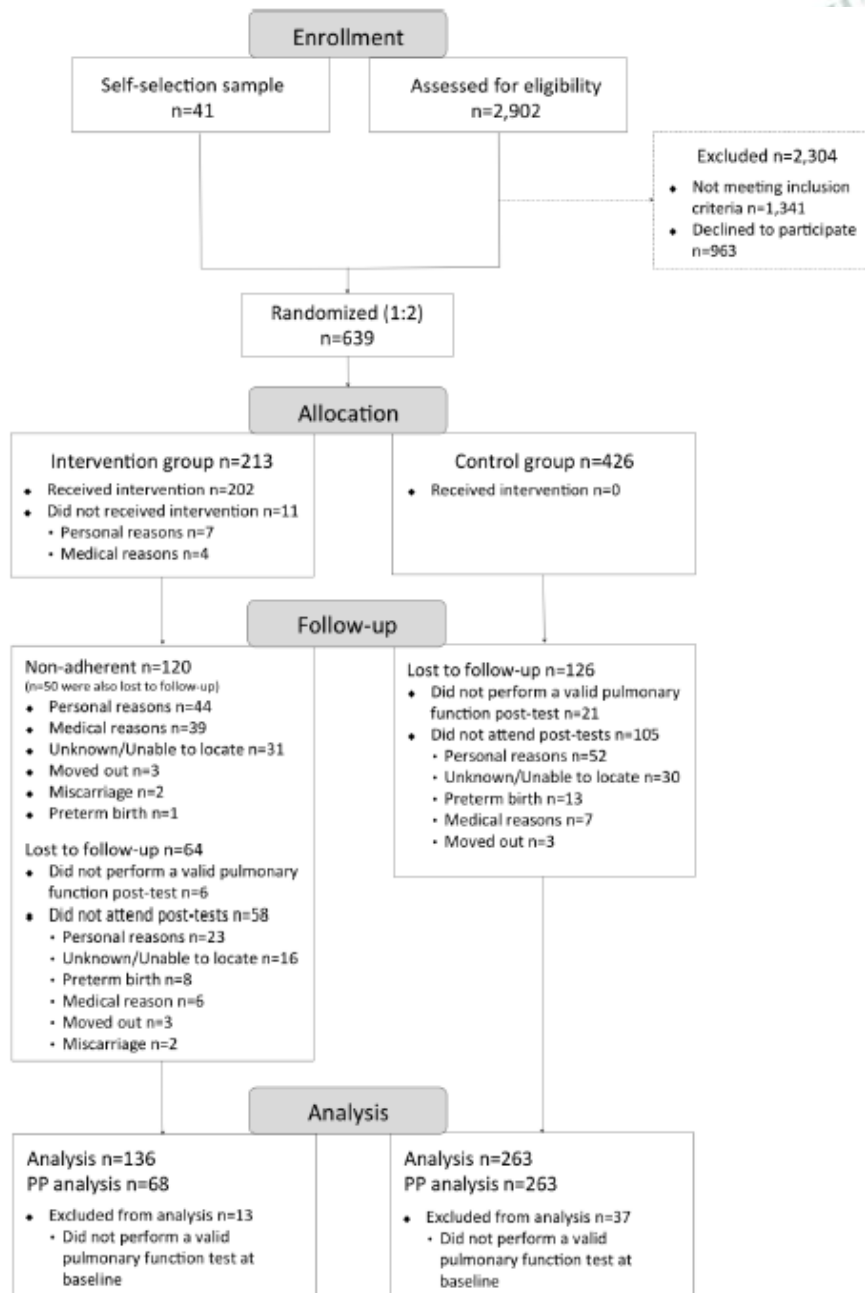 Enrollment
Self-selection sample
n=41
Assessed for eligibility
n=2,902
Excluded n=2,304
◆ Not meeting inclusion
criteria n=1,341
◆ Declined to participate
n=963
Randomized (1:2)
n=639
Allocation
Intervention group n=213
◆ Received intervention n=202
◆ Did not received intervention n=11
• Personal reasons n=7
• Medical reasons n=4
Control group n=426
◆ Received intervention n=0
Follow-up
Non-adherent n=120
(n=50 were also lost to follow-up)
◆ Personal reasons n=44
◆ Medical reasons n=39
◆ Unknown/Unable to locate n=31
◆ Moved out n=3
◆ Miscarriage n=2
◆ Preterm birth n=1
Lost to follow-up n=64
◆ Did not perform a valid pulmonary
function post-test n=6
◆ Did not attend post-tests n=58
• Personal reasons n=23
• Unknown/Unable to locate n=16
• Preterm birth n=8
• Medical reason n=6
• Moved out n=3
• Miscarriage n=2
Lost to follow-up n=126
◆ Did not perform a valid pulmonary
function post-test n=21
◆ Did not attend post-tests n=105
• Personal reasons n=52
• Unknown/Unable to locate n=30
• Preterm birth n=13
• Medical reasons n=7
• Moved out n=3
Analysis
Analysis n=136
PP analysis n=68
◆ Excluded from analysis n=13
• Did not perform a valid
pulmonary function test at
baseline
Analysis n=263
PP analysis n=263
◆ Excluded from analysis n=37
• Did not perform a valid
pulmonary function test at
baseline